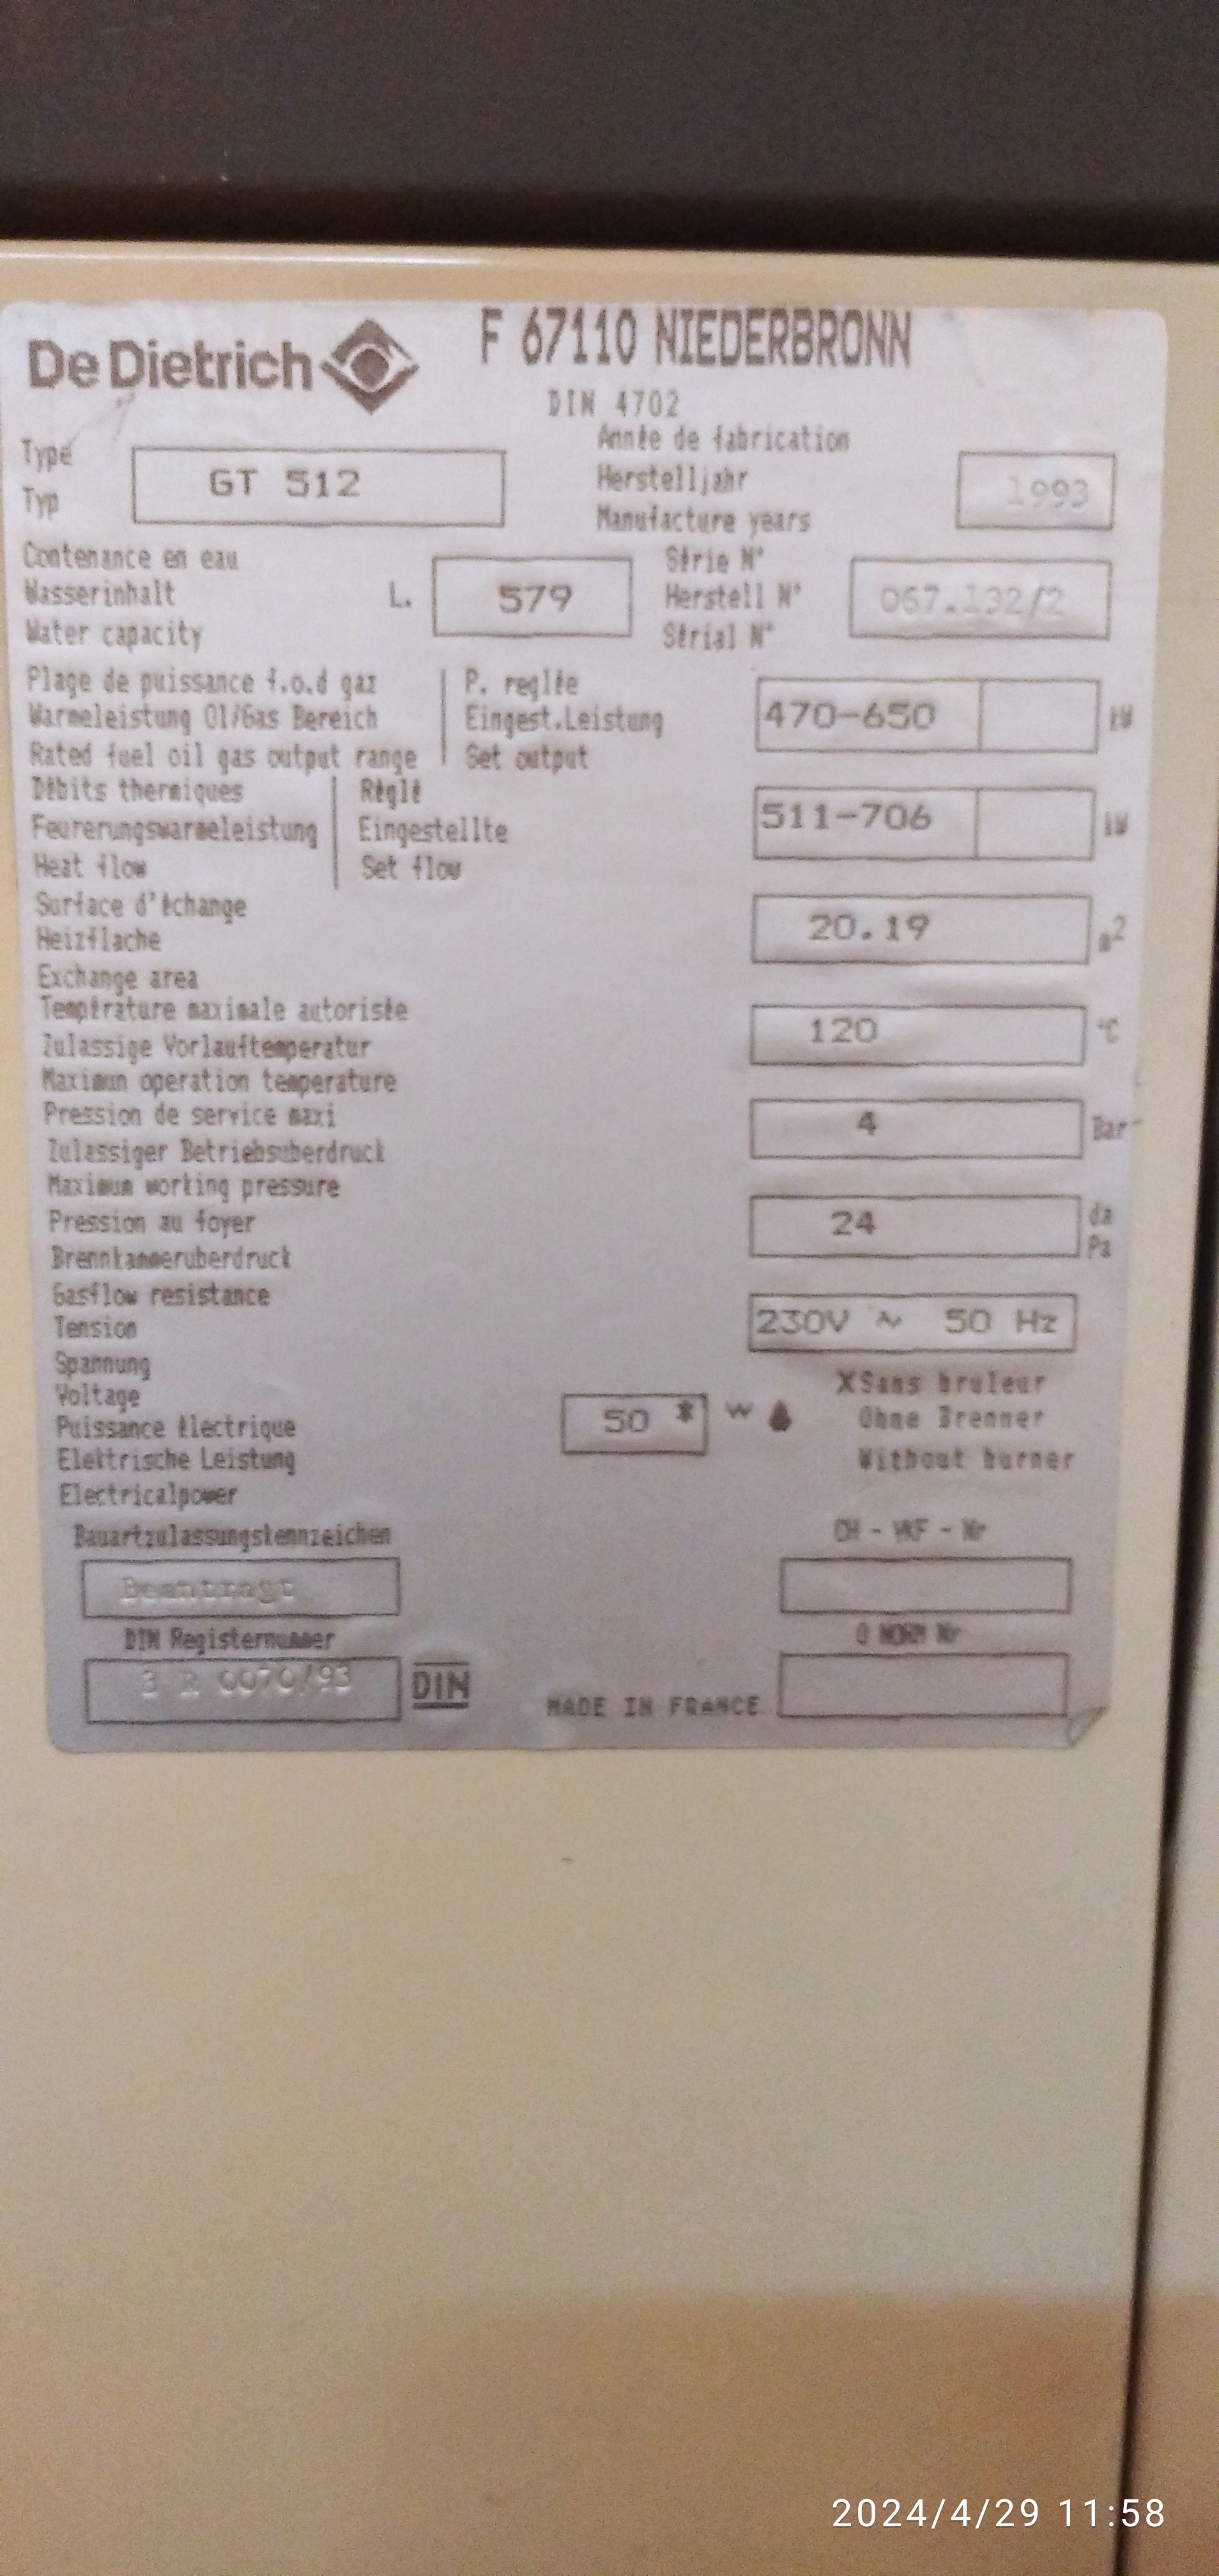 De Dietrich
F 67110 NIEDERBRONN
DIN 4702
Type
Typ
GT 512
Année de fabrication
Herstelljahr
Manufacture years
1993
Contenance en eau
Wasserinhalt
Water capacity
L.
579
Série N°
Herstell N°
Sérial N°
067.132/2
Plage de puissance f.o.d gaz
Warmeleistung Ol/Gas Bereich
Rated fuel oil gas output range
P. reglée
Eingest.Leistung
Set output
470-650
kW
Débits thermiques
Feurerungswarmeleistung
Heat flow
Réglé
Eingestellte
Set flow
511-706
kW
Surface d'échange
Heizflache
Exchange area
20.19
m2
Température maximale autorisée
Zulassige Vorlauftemperatur
Maximun operation temperature
120
°C
Pression de service maxi
Zulassiger Betriebsuberdruck
Maximum working pressure
4
Bar
Pression au foyer
Brennkammeruberdruck
Gasflow resistance
24
da
Pa
Tension
Spannung
Voltage
230V ~ 50 Hz
Puissance électrique
Elektrische Leistung
Electricalpower
50 *
W
XSans bruleur
Ohne Brenner
Without burner
Bauartzulassungskennzeichen
Beantragt
CH - VKF - Nr
DIN Registernummer
3 R 0070/93
DIN
MADE IN FRANCE
O NORM Nr
2024/4/29 11:58